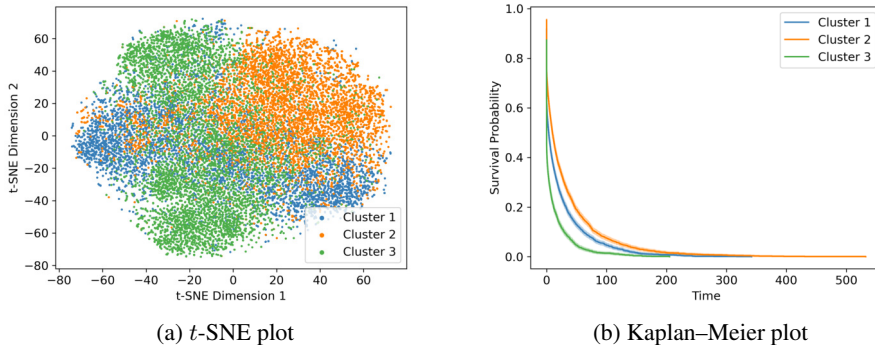 60
40
20
0
−20
−40
−60
−80
t-SNE Dimension 2
−80 −60 −40 −20 0 20 40 60
t-SNE Dimension 1
Cluster 1
Cluster 2
Cluster 3
(a) t-SNE plot
1.0
0.8
0.6
0.4
0.2
0.0
Survival Probability
0 100 200 300 400 500
Time
Cluster 1
Cluster 2
Cluster 3
(b) Kaplan–Meier plot